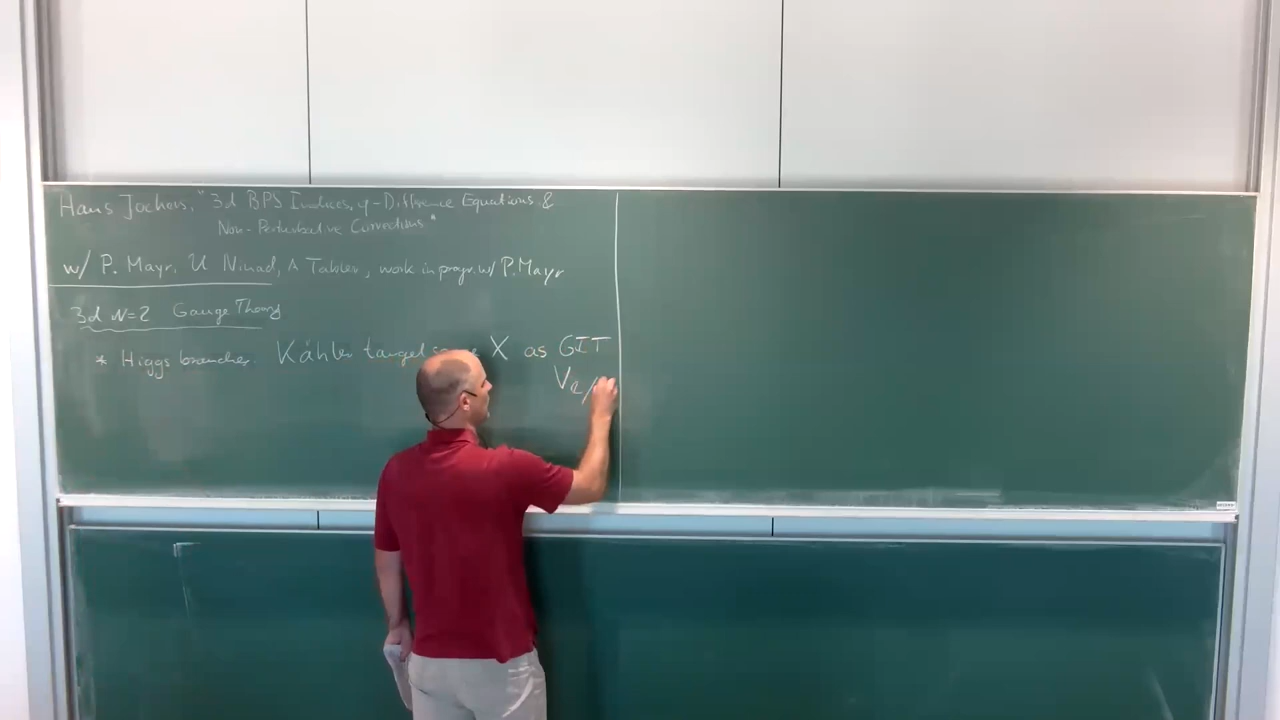 Hans Jockers, "3d BPS Indices, q-Difference Equations &
Non-Perturbative Corrections"
w/ P. Mayr, U Ninad, A Tabler, work in progr. w/ P. Mayr
3d N=2 Gauge Theory
* Higgs branches: Kähler target X as GIT
V